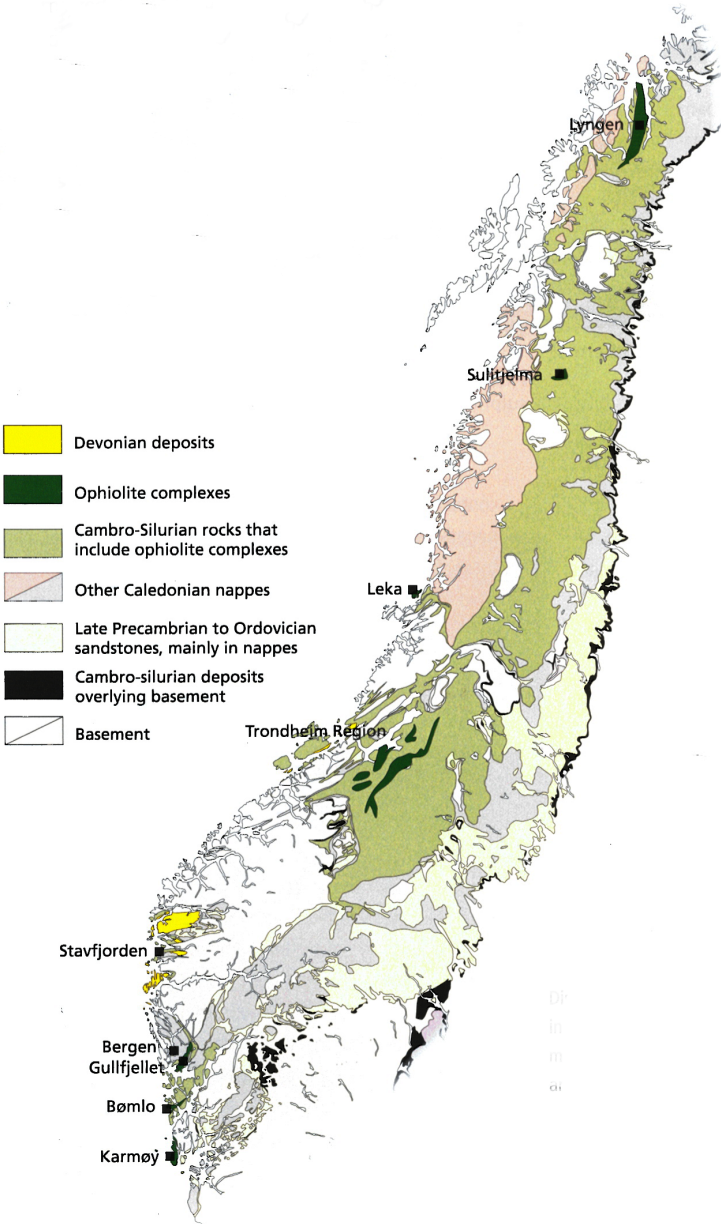 Lyngen
Sulitjelma
Devonian deposits
Ophiolite complexes
Cambro-Silurian rocks that
include ophiolite complexes
Other Caledonian nappes
Leka
Late Precambrian to Ordovician
sandstones, mainly in nappes
Cambro-silurian deposits
overlying basement
Basement
Trondheim Region
Stavfjorden
Bergen
Gullfjellet
Bømlo
Karmøy